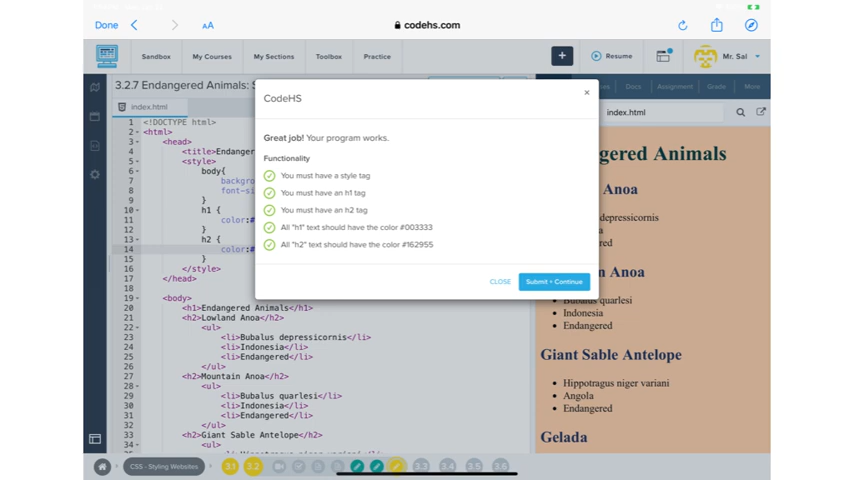 Done
AA
codehs.com
Sandbox
My Courses
My Sections
Toolbox
Practice
+
Resume
Mr. Sal
3.2.7 Endangered Animals:
Docs
Assignment
Grade
More
index.html
CodeHS
×
Great job! Your program works.
Functionality
You must have a style tag
You must have an h1 tag
You must have an h2 tag
All "h1" text should have the color #003333
All "h2" text should have the color #162955
CLOSE
Submit + Continue
1 <!DOCTYPE html>
2 <html>
3 <head>
4 <title>Endanger
5 <style>
6 body{
7 backgro
8 font-si
9 }
10 h1 {
11 color:#
12 }
13 h2 {
14 color:#
15 }
16 </style>
17 </head>
18
19 <body>
20 <h1>Endangered Animals</h1>
21 <h2>Lowland Anoa</h2>
22 <ul>
23 <li>Bubalus depressicornis</li>
24 <li>Indonesia</li>
25 <li>Endangered</li>
26 </ul>
27 <h2>Mountain Anoa</h2>
28 <ul>
29 <li>Bubalus quarlesi</li>
30 <li>Indonesia</li>
31 <li>Endangered</li>
32 </ul>
33 <h2>Giant Sable Antelope</h2>
34 <ul>
index.html
gered Animals
Anoa
depressicornis
a
red
n Anoa
Bubalus quarlesi
Indonesia
Endangered
Giant Sable Antelope
Hippotragus niger variani
Angola
Endangered
Gelada
CSS - Styling Websites
3.1
3.2
3.3
3.4
3.5
3.6